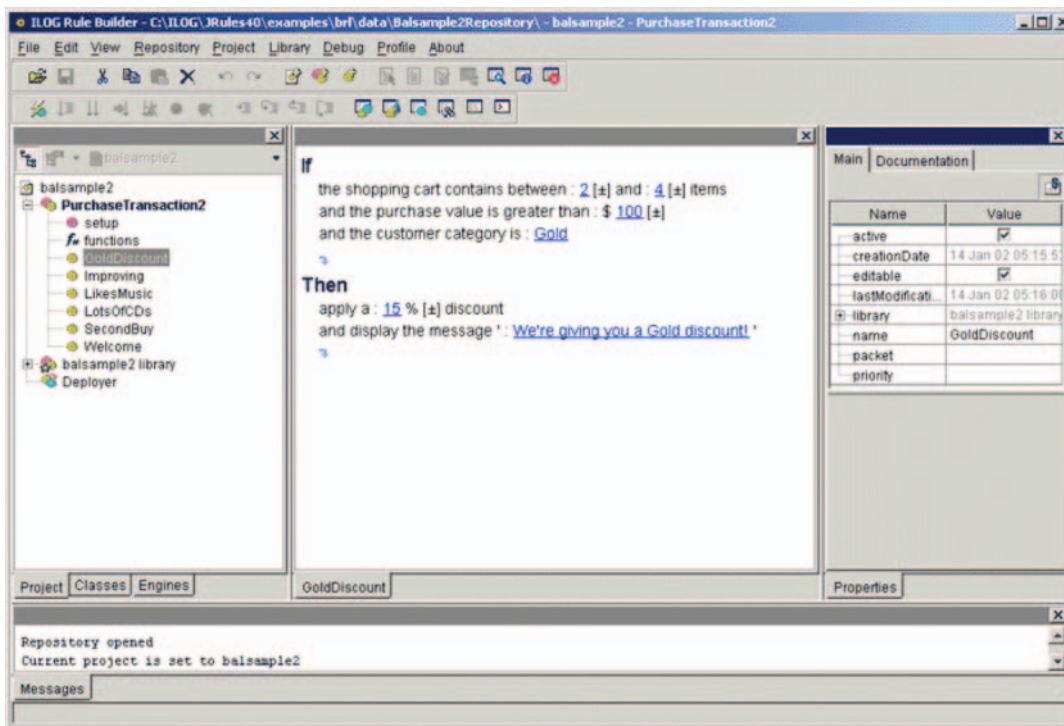 ILOG Rule Builder - C:\ILOG\JRules40\examples\brf\data\Balsample2Repository\ - balsample2 - PurchaseTransaction2
File Edit View Repository Project Library Debug Profile About
balsample2
balsample2
PurchaseTransaction2
setup
functions
GoldDiscount
Improving
LikesMusic
LotsOfCDs
SecondBuy
Welcome
balsample2 library
Deployer
Project Classes Engines
If
the shopping cart contains between : 2 [±] and : 4 [±] items
and the purchase value is greater than : $ 100 [±]
and the customer category is : Gold
Then
apply a : 15 % [±] discount
and display the message ' : We're giving you a Gold discount! '
GoldDiscount
Main Documentation
Name Value
active
creationDate 14 Jan 02 05:15:5
editable
lastModificati... 14 Jan 02 05:16:0
library balsample2 library
name GoldDiscount
packet
priority
Properties
Repository opened
Current project is set to balsample2
Messages